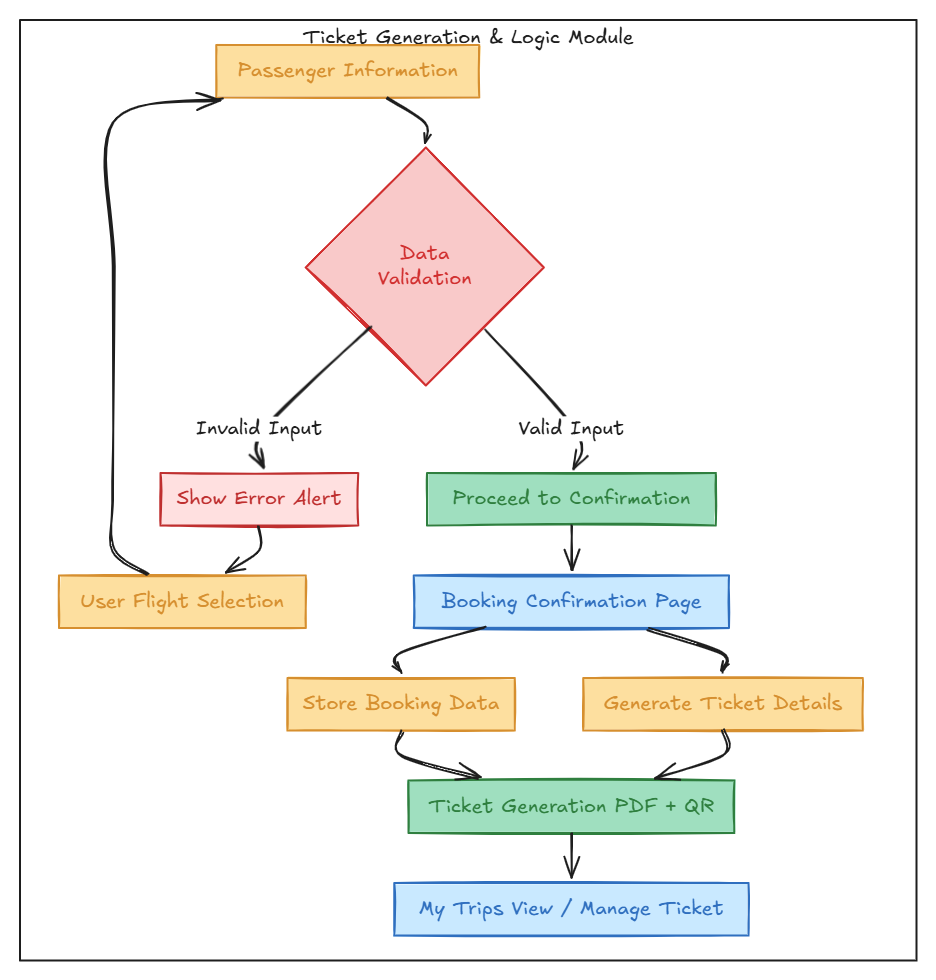 Ticket Generation & Logic Module
Passenger Information
Data
Validation
Invalid Input
Valid Input
Show Error Alert
Proceed to Confirmation
User Flight Selection
Booking Confirmation Page
Store Booking Data
Generate Ticket Details
Ticket Generation PDF + QR
My Trips View / Manage Ticket